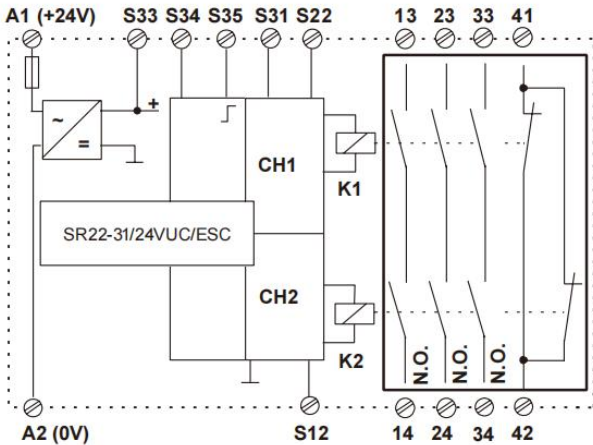 A1 (+24V) S33 S34 S35 S31 S22 13 23 33 41
+
~
=
CH1
K1
SR22-31/24VUC/ESC
CH2
K2
N.O. N.O. N.O.
A2 (0V) S12 14 24 34 42